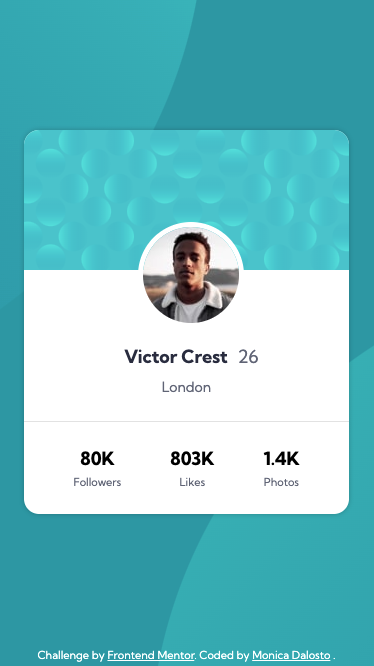 Victor Crest 26
London
80K 803K 1.4K
Followers Likes Photos
Challenge by Frontend Mentor. Coded by Monica Dalosto .